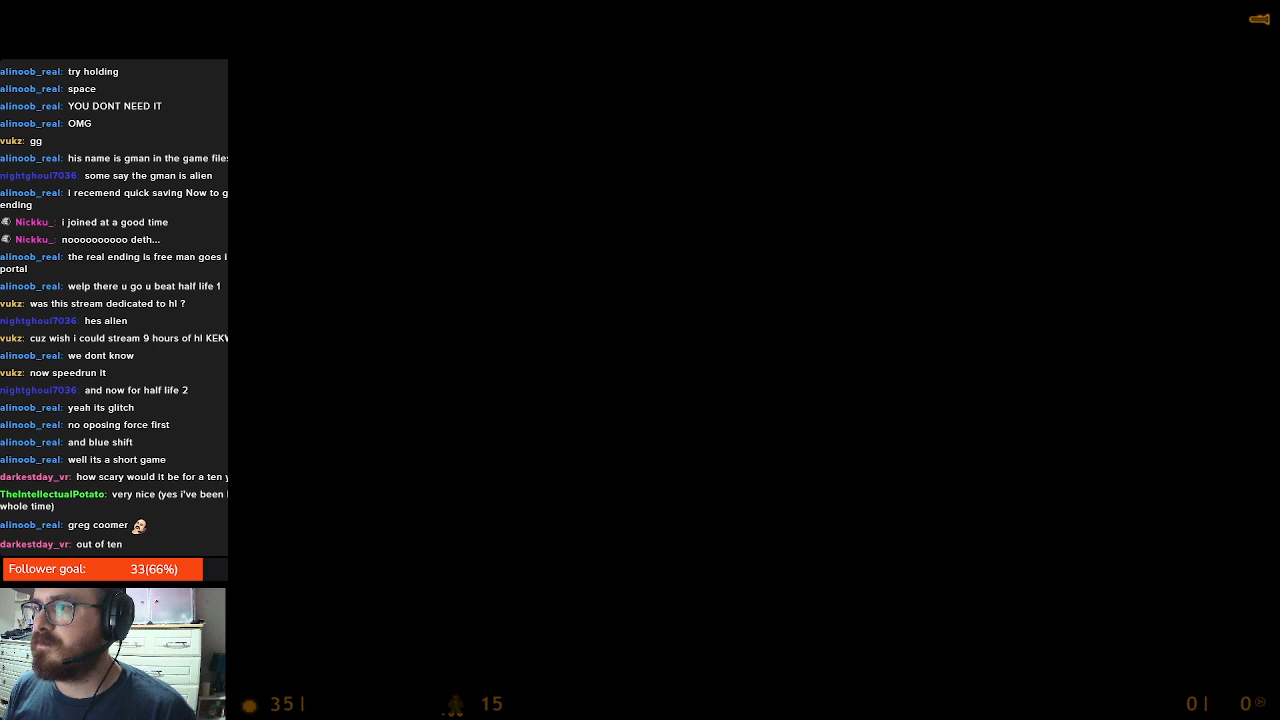 alinoob_real: try holding
alinoob_real: space
alinoob_real: YOU DONT NEED IT
alinoob_real: OMG
vukz: gg
alinoob_real: his name is gman in the game files
nightghoul7036: some say the gman is alien
alinoob_real: i recemend quick saving Now to g
ending
Nickku_: i joined at a good time
Nickku_: noooooooooo deth...
alinoob_real: the real ending is free man goes i
portal
alinoob_real: welp there u go u beat half life 1
vukz: was this stream dedicated to hl ?
nightghoul7036: hes alien
vukz: cuz wish i could stream 9 hours of hl KEKW
alinoob_real: we dont know
vukz: now speedrun it
nightghoul7036: and now for half life 2
alinoob_real: yeah its glitch
alinoob_real: no oposing force first
alinoob_real: and blue shift
alinoob_real: well its a short game
darkestday_vr: how scary would it be for a ten y
TheIntellectualPotato: very nice (yes i've been
whole time)
alinoob_real: greg coomer
darkestday_vr: out of ten
Follower goal: 33(66%)
35| 15 0| 0